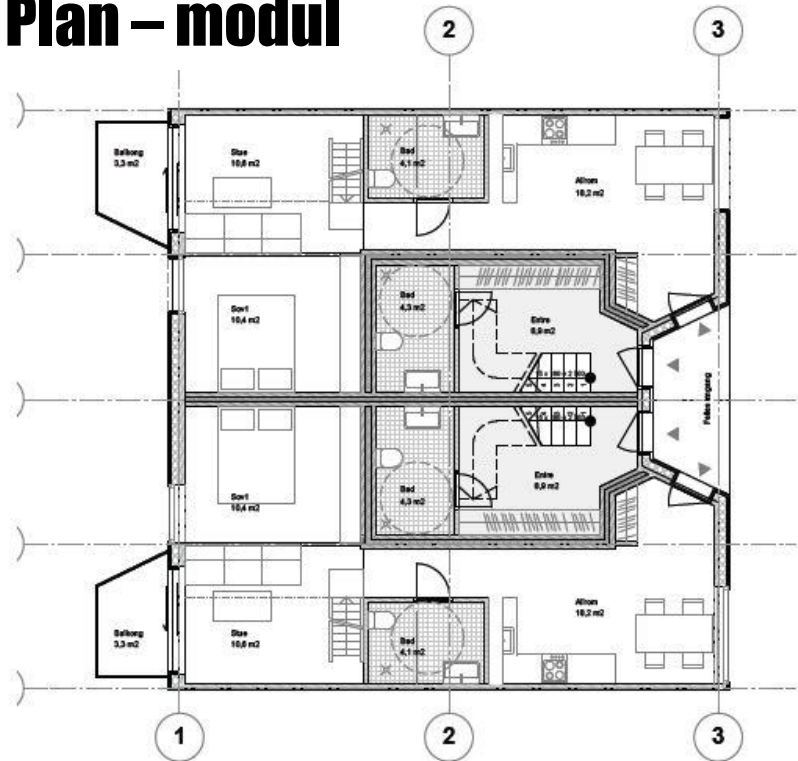 Plan – modul
2
3
Balkong
3,3 m2
Stue
10,6 m2
Bad
4,1 m2
Allrom
18,2 m2
Sov1
10,4 m2
Bad
4,3 m2
Entre
6,9 m2
Felles inngang
Sov1
10,4 m2
Bad
4,3 m2
Entre
6,9 m2
Balkong
3,3 m2
Stue
10,6 m2
Bad
4,1 m2
Allrom
18,2 m2
1
2
3